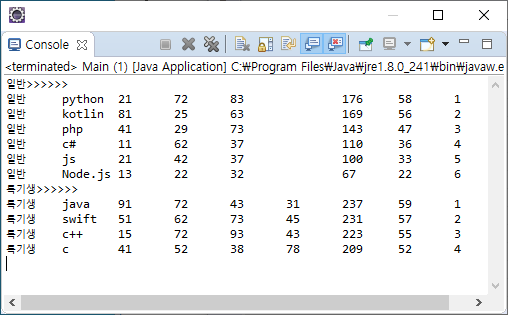 Console
<terminated> Main (1) [Java Application] C:₩Program Files₩Java₩jre1.8.0_241₩bin₩javaw.e
일반>>>>>>
일반 python 21 72 83 176 58 1
일반 kotlin 81 25 63 169 56 2
일반 php 41 29 73 143 47 3
일반 c# 11 62 37 110 36 4
일반 js 21 42 37 100 33 5
일반 Node.js 13 22 32 67 22 6
특기생>>>>>>
특기생 java 91 72 43 31 237 59 1
특기생 swift 51 62 73 45 231 57 2
특기생 c++ 15 72 93 43 223 55 3
특기생 c 41 52 38 78 209 52 4